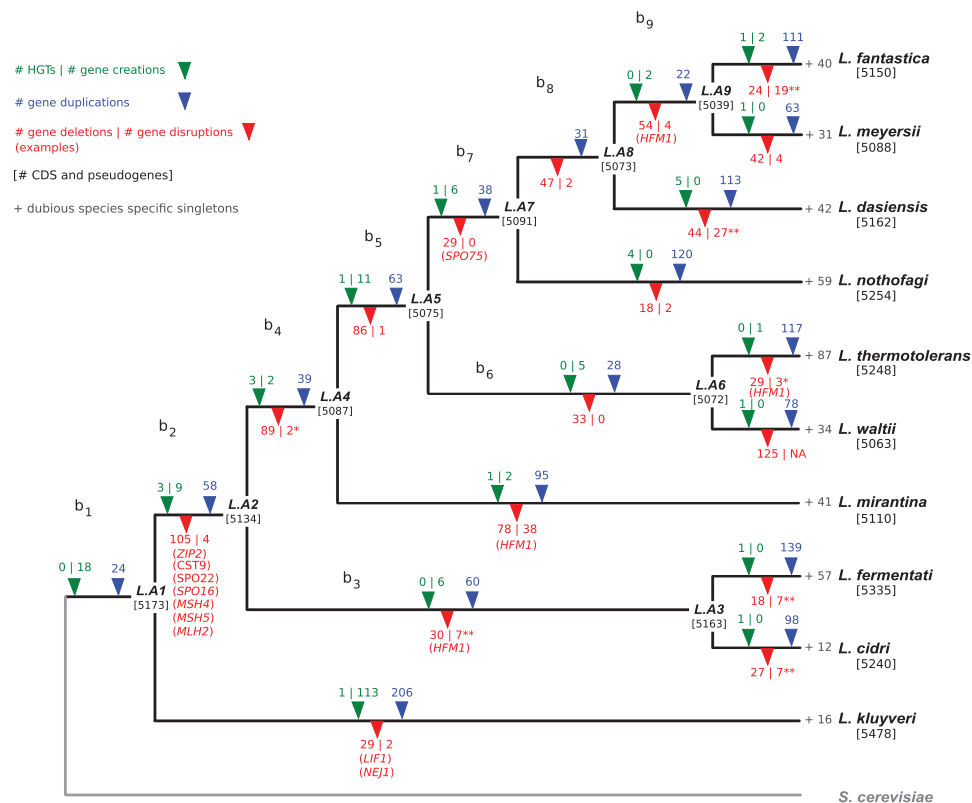 # HGTs | # gene creations
# gene duplications
# gene deletions | # gene disruptions
(examples)
[# CDS and pseudogenes]
+ dubious species specific singletons
b9
1 | 2 111
+ 40 L. fantastica
[5150]
24 | 19**
b8
0 | 2 22
L.A9
[5039]
54 | 4
(HFM1)
1 | 0 63
+ 31 L. meyersii
[5088]
42 | 4
b7
31
L.A8
[5073]
47 | 2
5 | 0 113
+ 42 L. dasiensis
[5162]
44 | 27**
1 | 6 38
L.A7
[5091]
29 | 0
(SPO75)
b5
4 | 0 120
+ 59 L. nothofagi
[5254]
18 | 2
1 | 11 63
L.A5
[5075]
86 | 1
b4
0 | 1 117
+ 87 L. thermotolerans
[5248]
29 | 3*
(HFM1)
b6
0 | 5 28
L.A6
[5072]
33 | 0
1 | 0 78
+ 34 L. waltii
[5063]
125 | NA
3 | 2 39
L.A4
[5087]
89 | 2*
b2
1 | 2 95
+ 41 L. mirantina
[5110]
78 | 38
(HFM1)
3 | 9 58
L.A2
[5134]
105 | 4
(ZIP2)
(CST9)
(SPO22)
(SPO16)
(MSH4)
(MSH5)
(MLH2)
b1
0 | 18 24
L.A1
[5173]
b3
0 | 6 60
L.A3
[5163]
30 | 7**
(HFM1)
1 | 0 139
+ 57 L. fermentati
[5335]
18 | 7**
1 | 0 98
+ 12 L. cidri
[5240]
27 | 7**
1 | 113 206
+ 16 L. kluyveri
[5478]
29 | 2
(LIF1)
(NEJ1)
S. cerevisiae